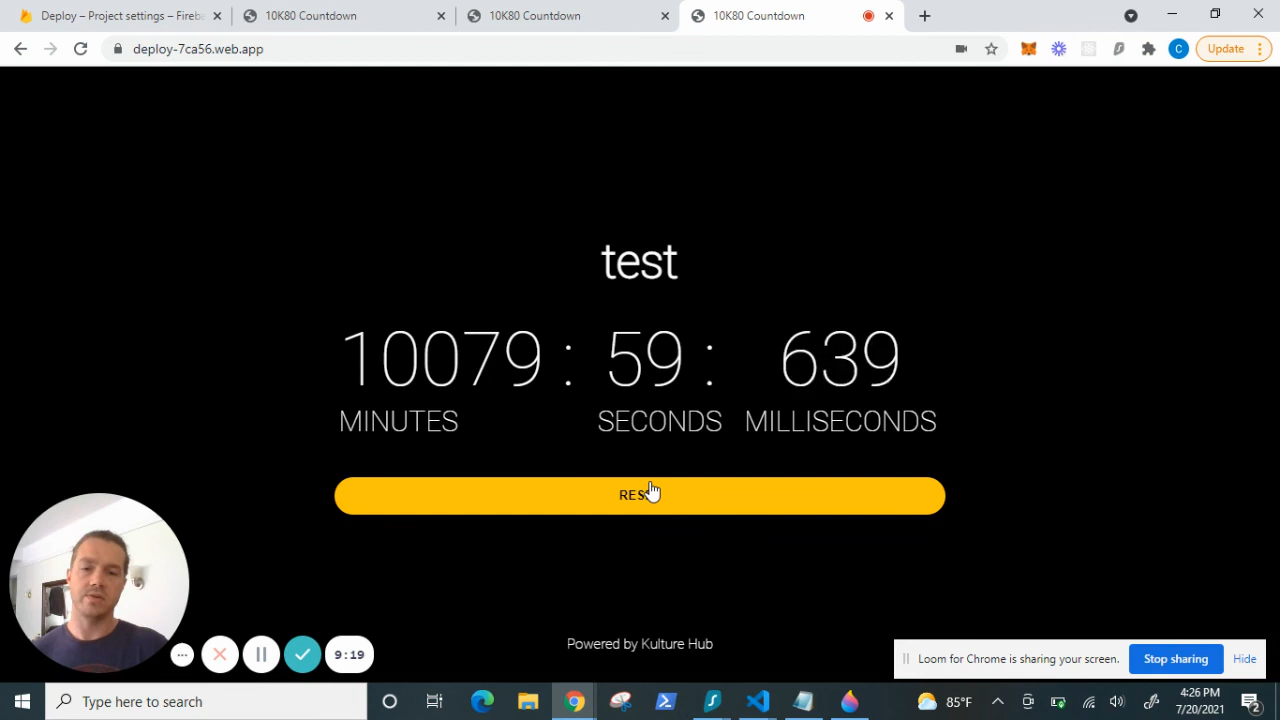 Deploy – Project settings – Fireba
10K80 Countdown
10K80 Countdown
10K80 Countdown
deploy-7ca56.web.app
C
Update
test
10079 : 59 : 639
MINUTES SECONDS MILLISECONDS
Powered by Kulture Hub
9:19
Loom for Chrome is sharing your screen.
Stop sharing
Hide
Type here to search
85°F
4:26 PM
7/20/2021
2